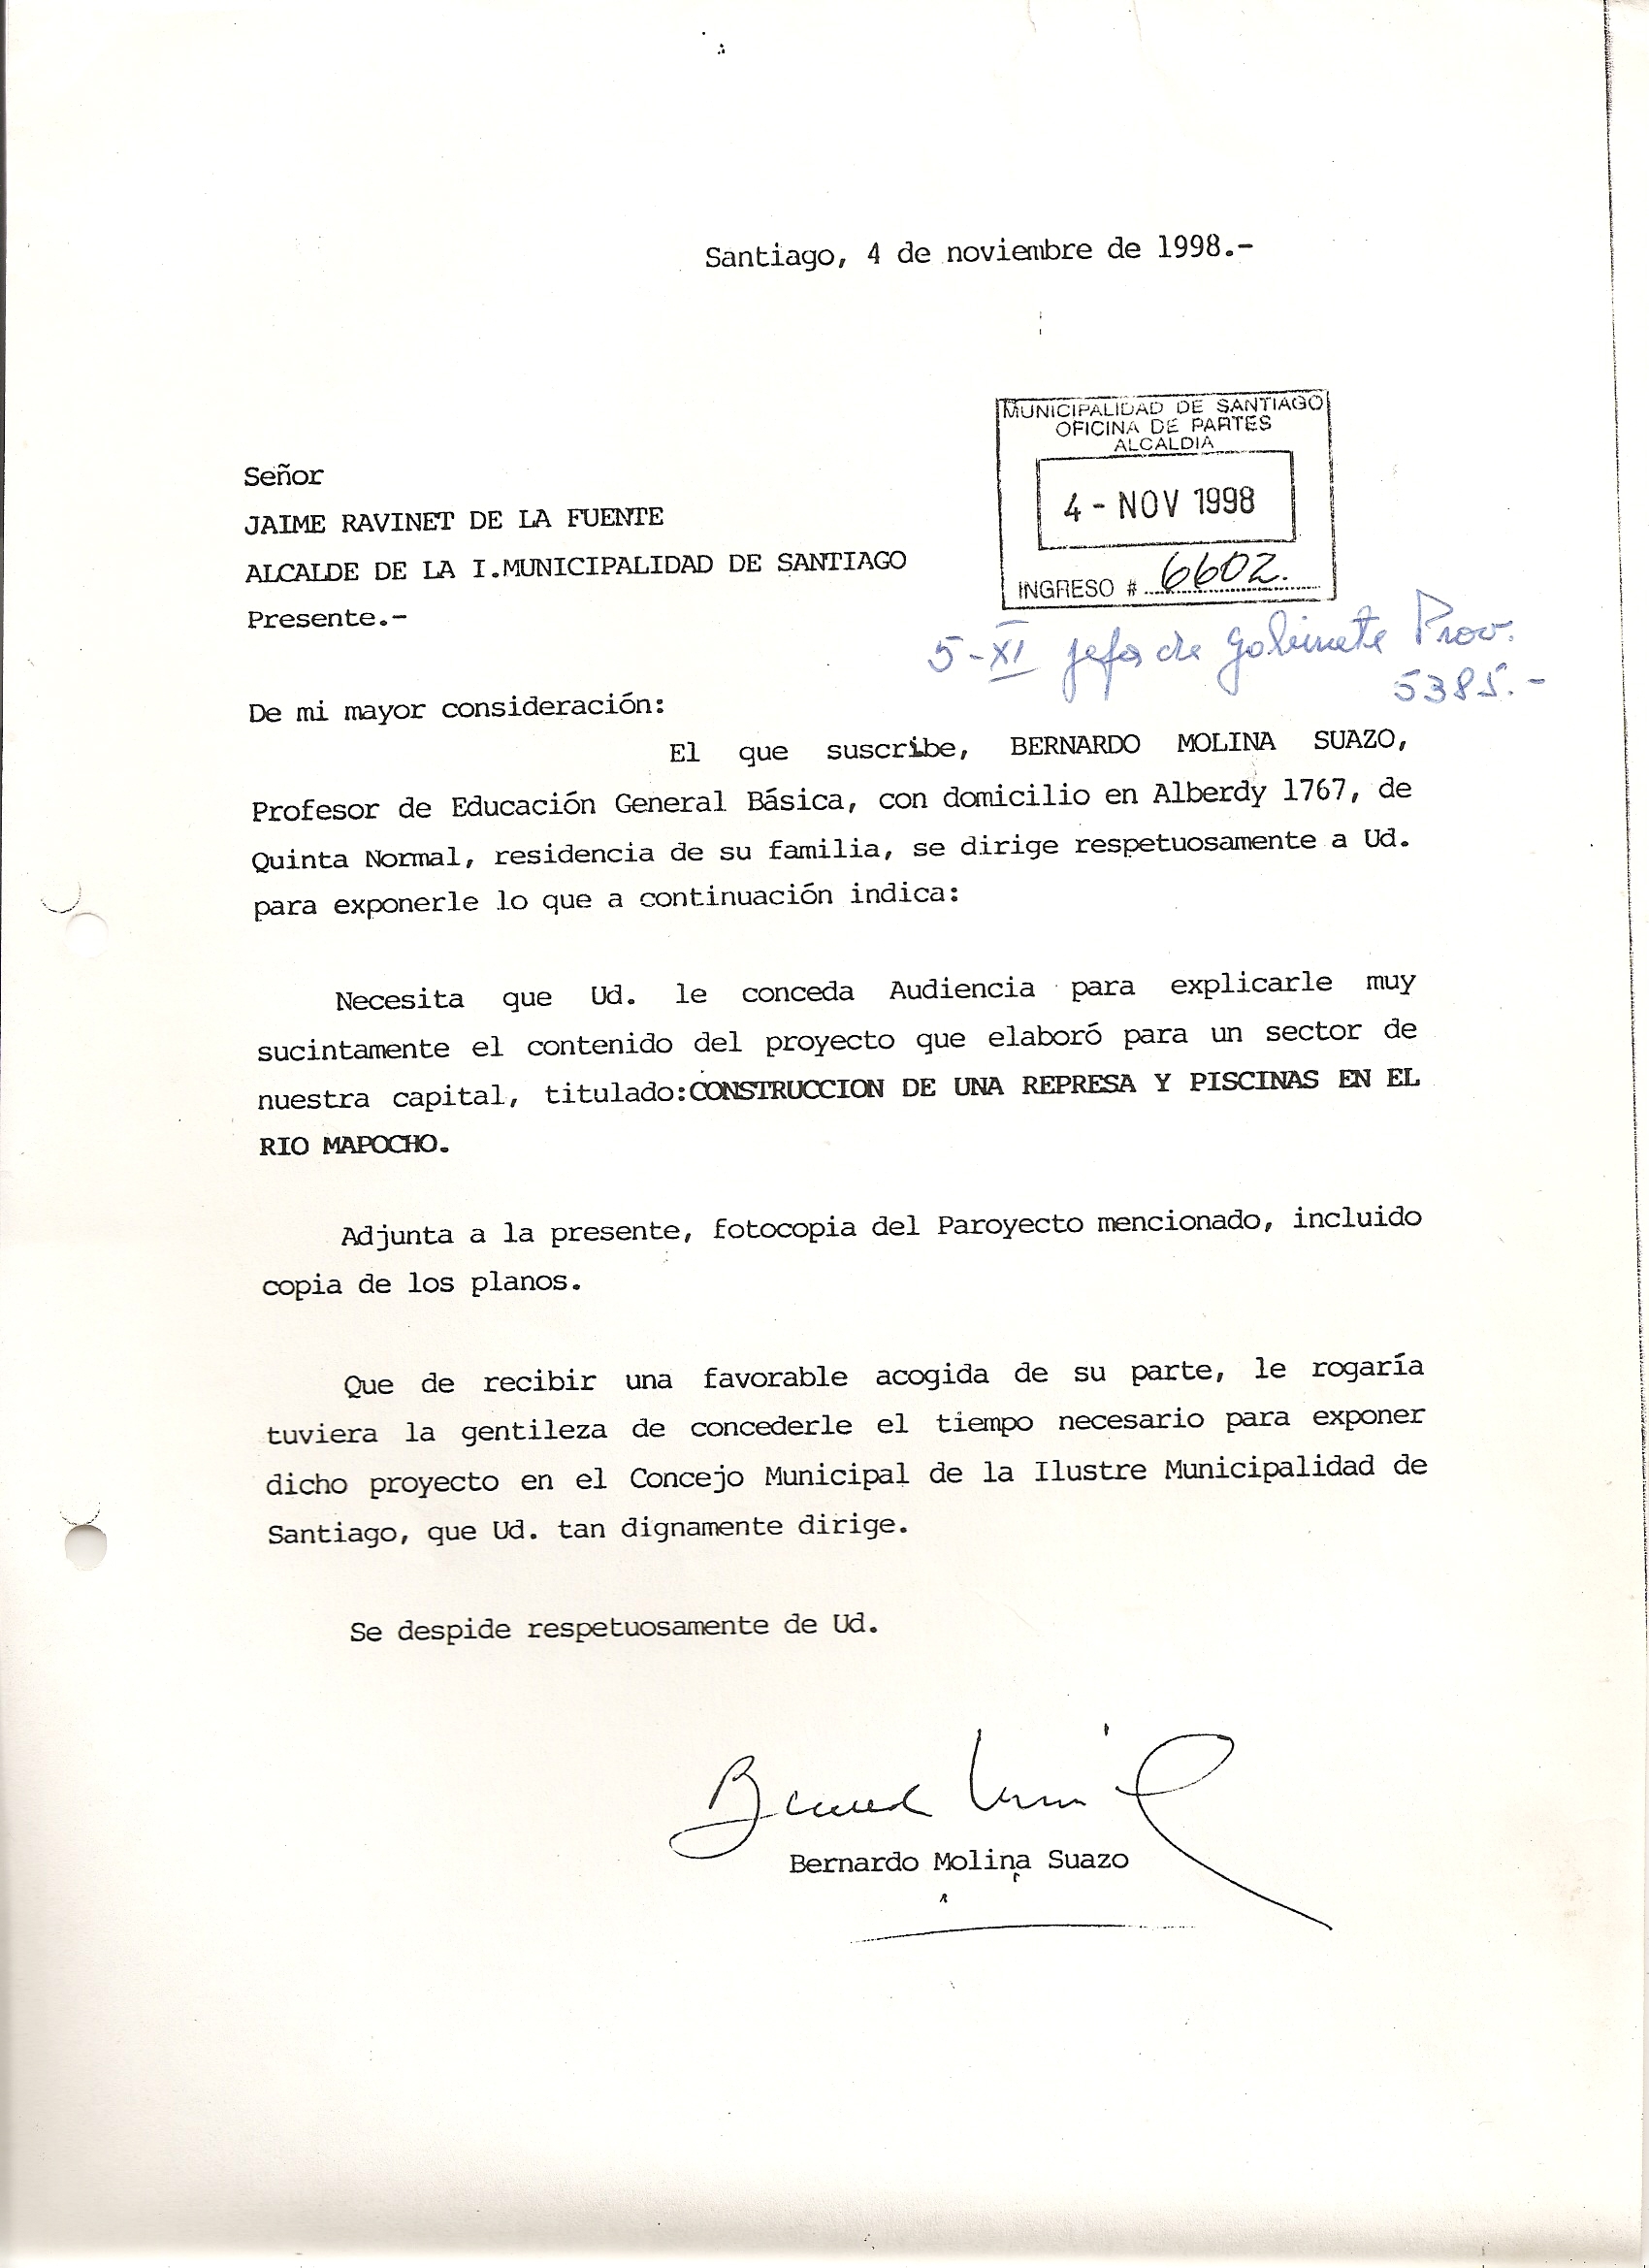 Santiago, 4 de noviembre de 1998.-
MUNICIPALIDAD DE SANTIAGO
OFICINA DE PARTES
ALCALDIA
4 - NOV 1998
INGRESO # 6602.
Señor
JAIME RAVINET DE LA FUENTE
ALCALDE DE LA I.MUNICIPALIDAD DE SANTIAGO
Presente.-
5-XI Jefa de Gabinete Prov.
5385.-
De mi mayor consideración:
El que suscribe, BERNARDO MOLINA SUAZO,
Profesor de Educación General Básica, con domicilio en Alberdy 1767, de
Quinta Normal, residencia de su familia, se dirige respetuosamente a Ud.
para exponerle lo que a continuación indica:
Necesita que Ud. le conceda Audiencia para explicarle muy
sucintamente el contenido del proyecto que elaboró para un sector de
nuestra capital, titulado:CONSTRUCCION DE UNA REPRESA Y PISCINAS EN EL
RIO MAPOCHO.
Adjunta a la presente, fotocopia del Paroyecto mencionado, incluido
copia de los planos.
Que de recibir una favorable acogida de su parte, le rogaría
tuviera la gentileza de concederle el tiempo necesario para exponer
dicho proyecto en el Concejo Municipal de la Ilustre Municipalidad de
Santiago, que Ud. tan dignamente dirige.
Se despide respetuosamente de Ud.
Bernardo Molina Suazo